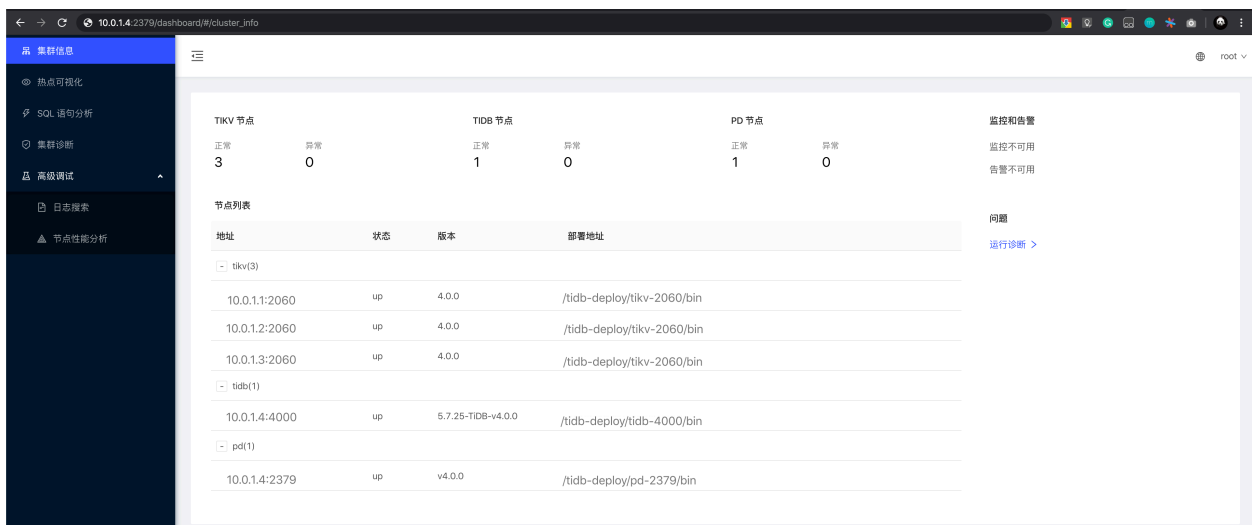 10.0.1.4:2379/dashboard/#/cluster_info
集群信息
热点可视化
SQL 语句分析
集群诊断
高级调试
日志搜索
节点性能分析
root
TIKV 节点
正常 异常
3 0
TIDB 节点
正常 异常
1 0
PD 节点
正常 异常
1 0
监控和告警
监控不可用
告警不可用
问题
运行诊断 >
节点列表
地址 状态 版本 部署地址
- tikv(3)
10.0.1.1:2060 up 4.0.0 /tidb-deploy/tikv-2060/bin
10.0.1.2:2060 up 4.0.0 /tidb-deploy/tikv-2060/bin
10.0.1.3:2060 up 4.0.0 /tidb-deploy/tikv-2060/bin
- tidb(1)
10.0.1.4:4000 up 5.7.25-TiDB-v4.0.0 /tidb-deploy/tidb-4000/bin
- pd(1)
10.0.1.4:2379 up v4.0.0 /tidb-deploy/pd-2379/bin